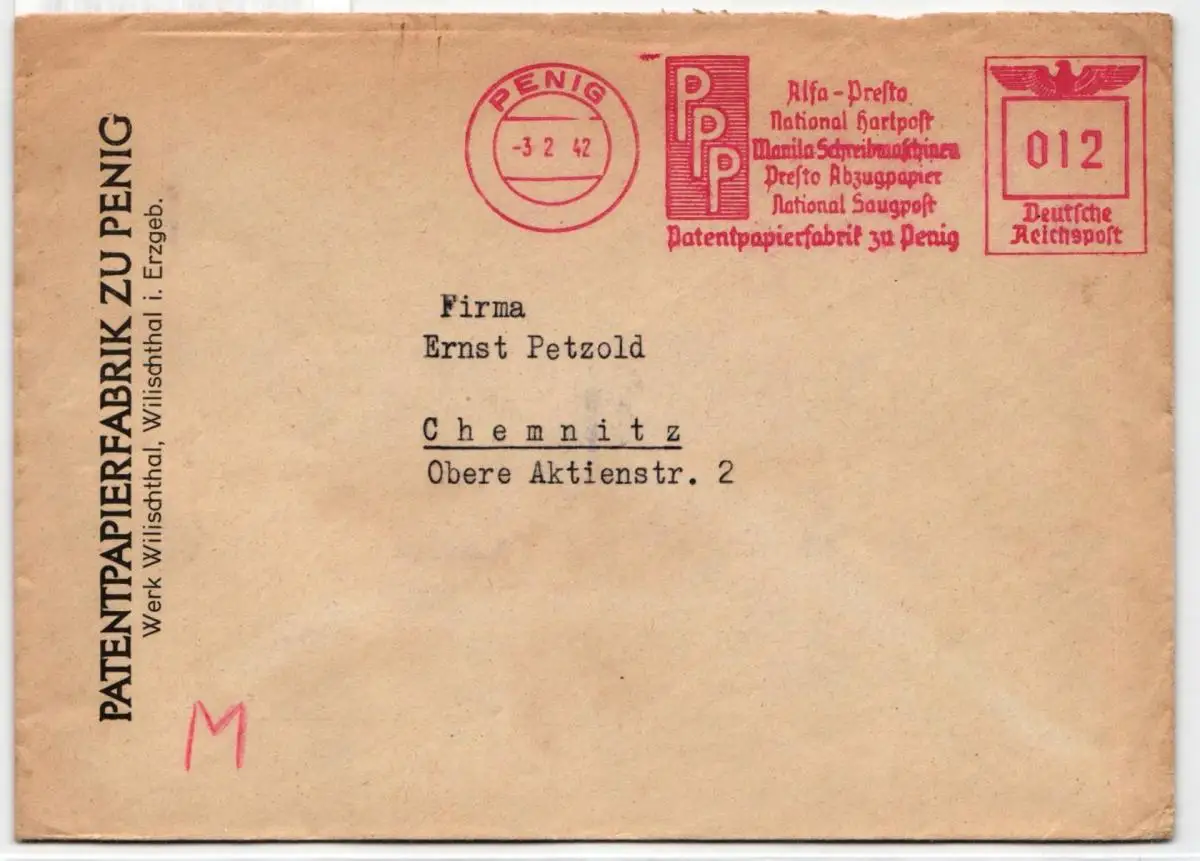 PATENTPAPIERFABRIK ZU PENIG
Werk Wilischthal, Wilischthal i. Erzgeb.
PENIG
-3 2 42
PPP
Alfa-Presto
National Hartpost
Manila-Schreibmaschinen
Presto Abzugpapier
National Saugpost
Patentpapierfabrik zu Penig
012
Deutsche
Reichspost
Firma
Ernst Petzold
Chemnitz
Obere Aktienstr. 2
M